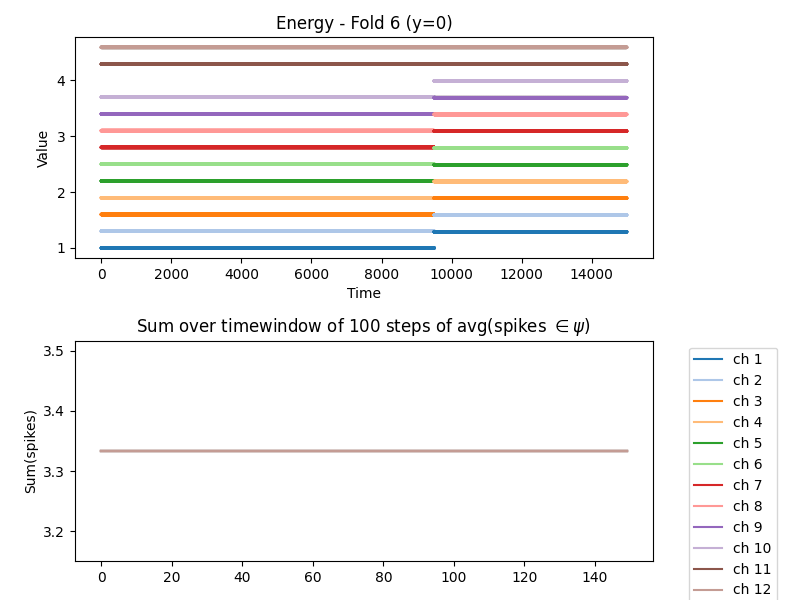 Energy - Fold 6 (y=0)
4
3
2
1
Value
0 2000 4000 6000 8000 10000 12000 14000
Time
Sum over timewindow of 100 steps of avg(spikes ∈ ψ)
3.5
3.4
3.3
3.2
Sum(spikes)
0 20 40 60 80 100 120 140
ch 1
ch 2
ch 3
ch 4
ch 5
ch 6
ch 7
ch 8
ch 9
ch 10
ch 11
ch 12